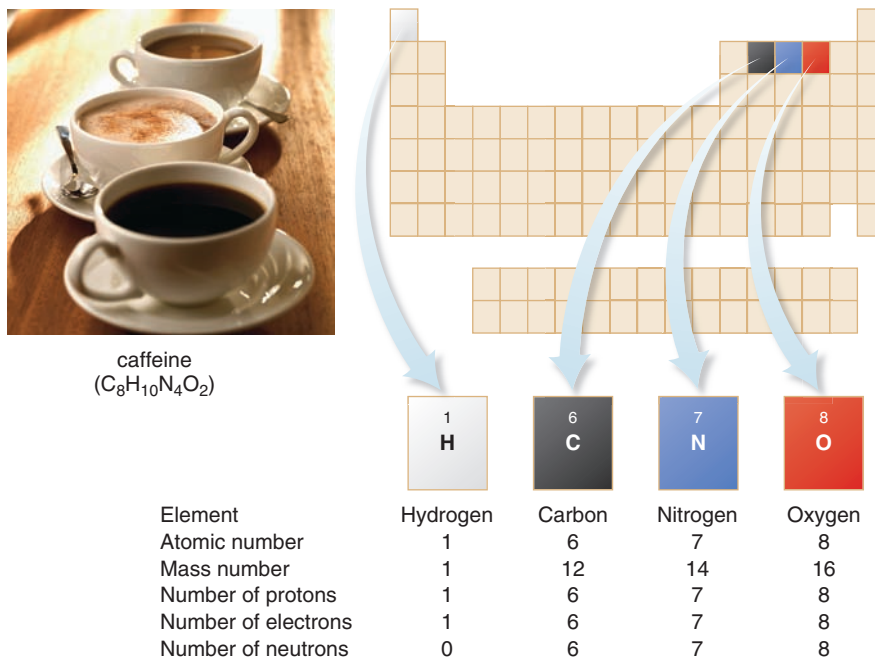 caffeine
(C₈H₁₀N₄O₂)
1 6 7 8
H C N O
Element Hydrogen Carbon Nitrogen Oxygen
Atomic number 1 6 7 8
Mass number 1 12 14 16
Number of protons 1 6 7 8
Number of electrons 1 6 7 8
Number of neutrons 0 6 7 8